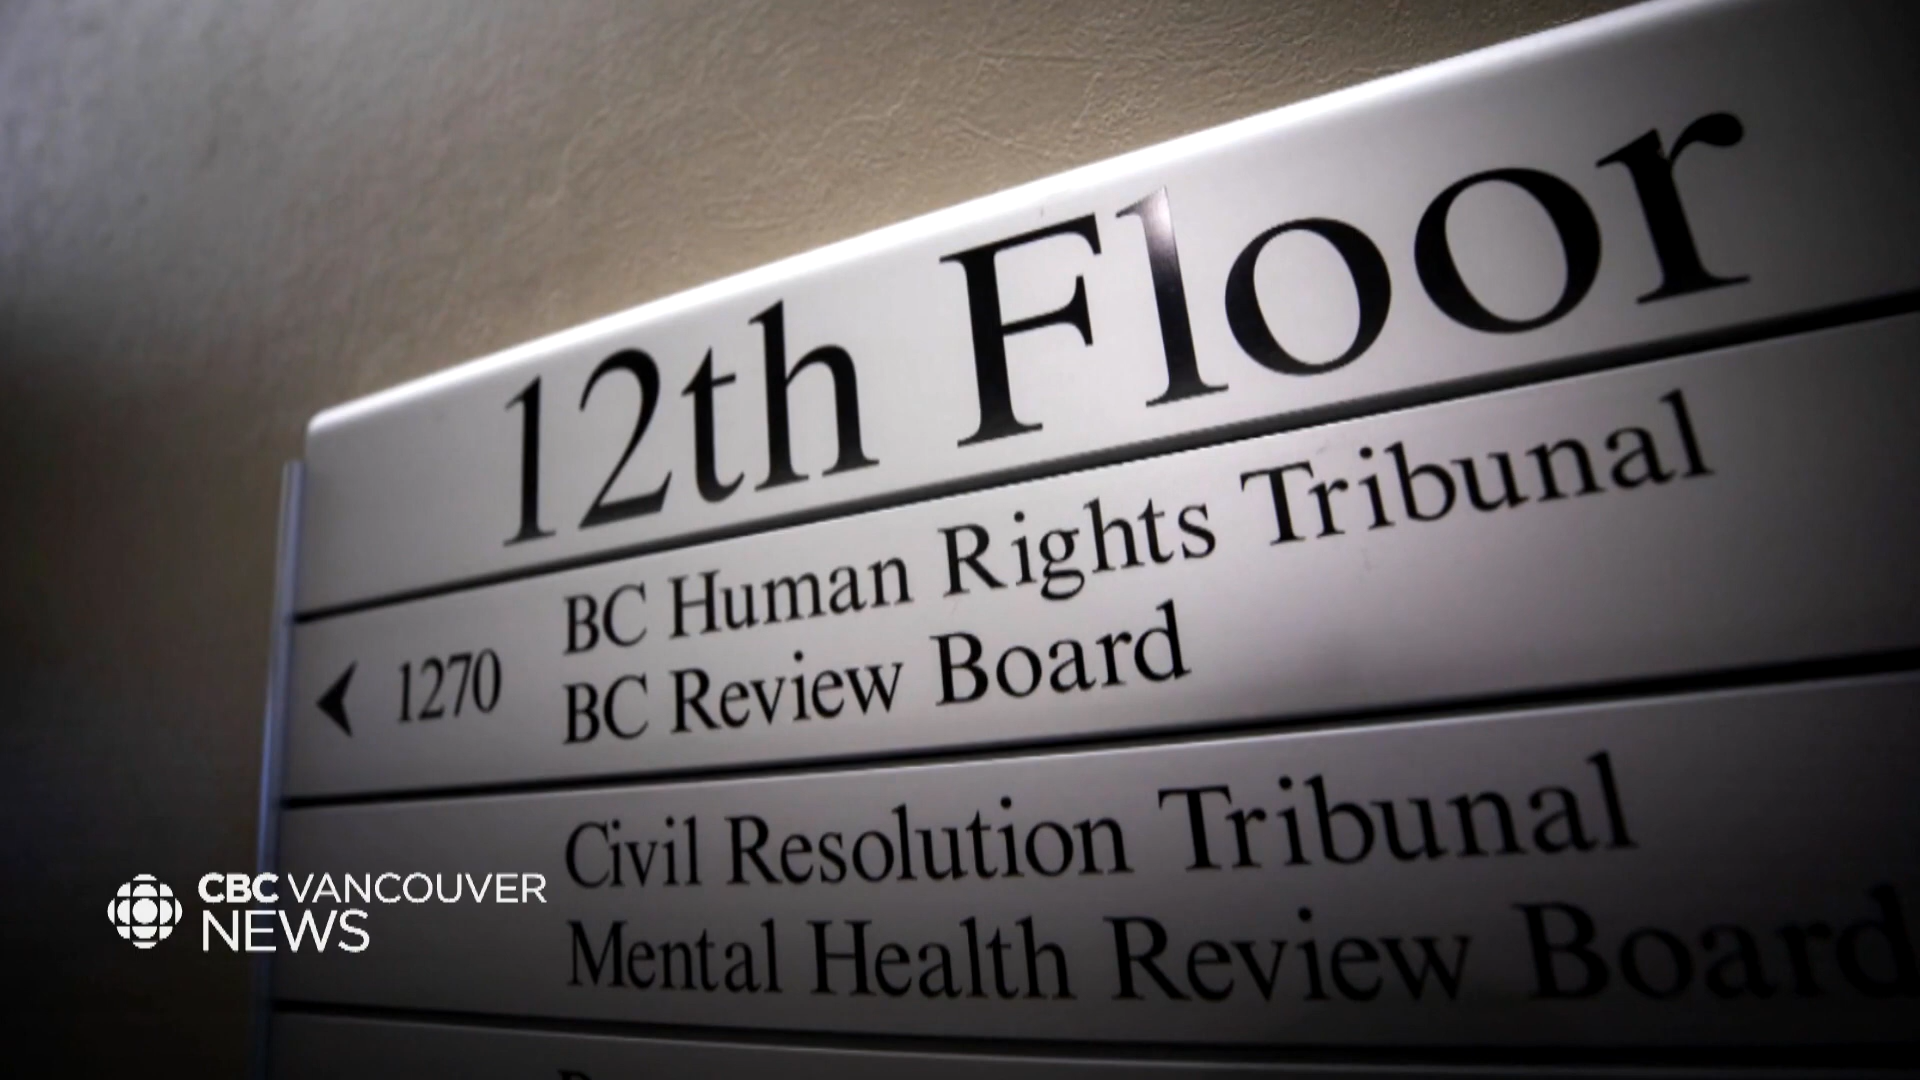 12th Floor
1270
BC Human Rights Tribunal
BC Review Board
Civil Resolution Tribunal
Mental Health Review Board
CBC VANCOUVER
NEWS